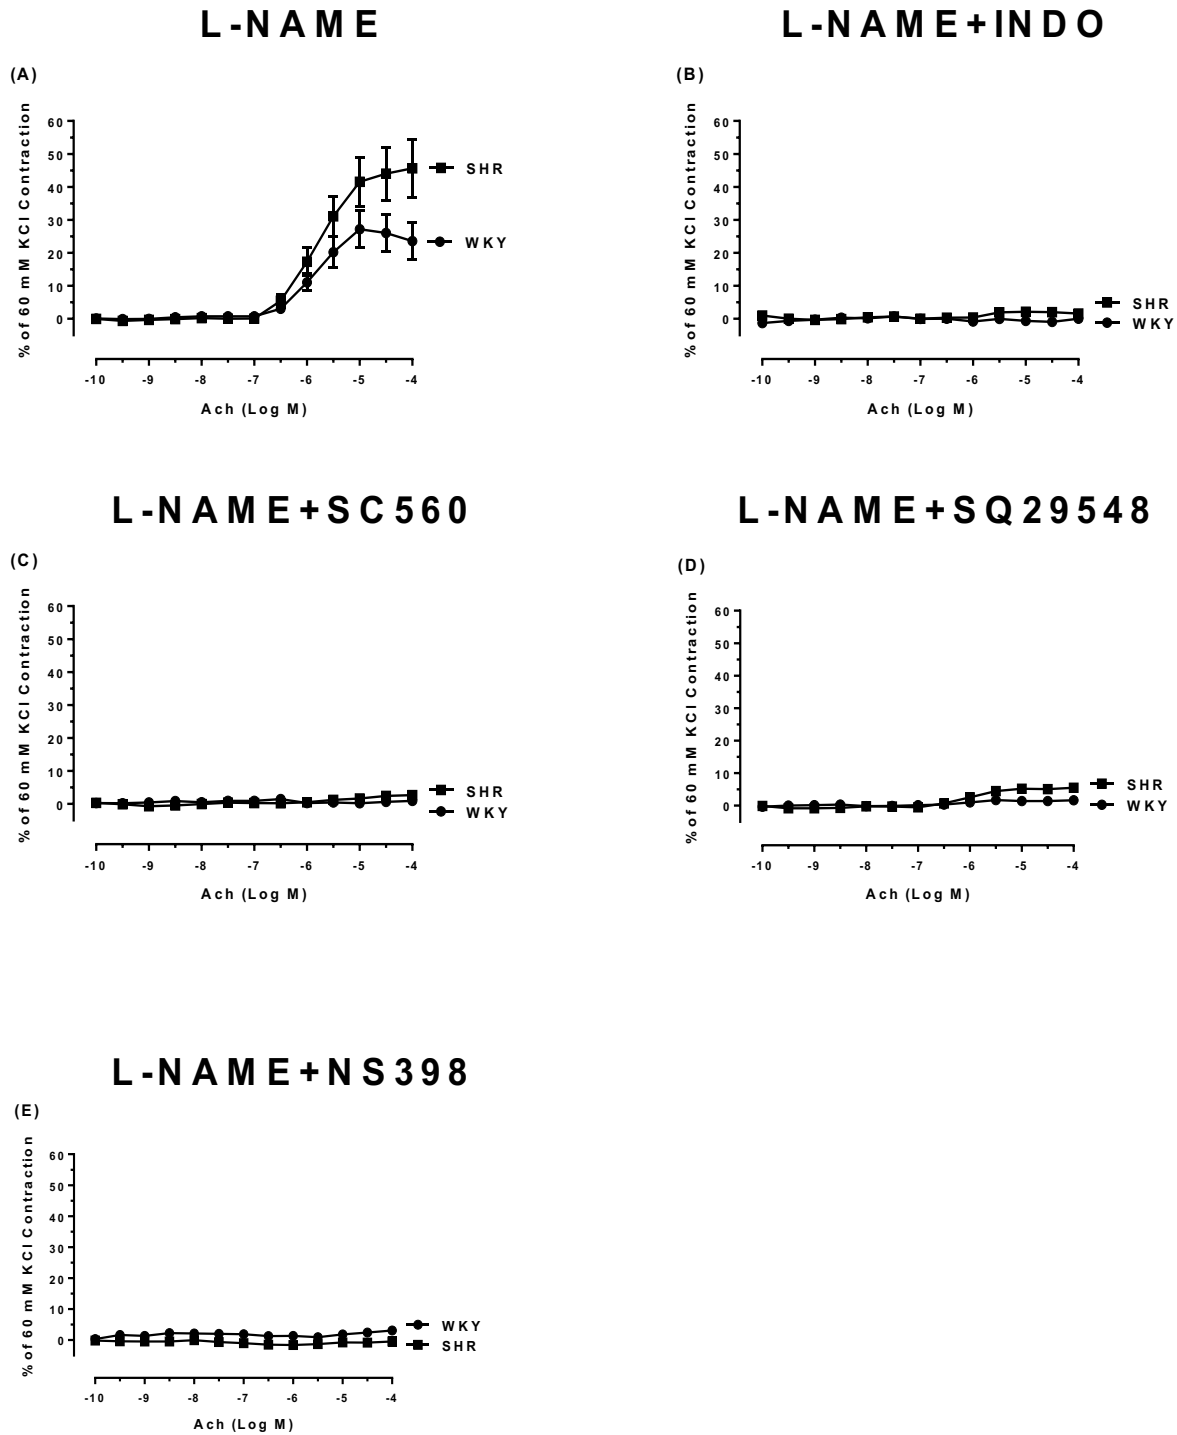 L-NAME
L-NAME+INDO
(A)
(B)
% of 60 mM KCl Contraction
60
50
40
30
20
10
0
SHR
WKY
-10 -9 -8 -7 -6 -5 -4
Ach (Log M)
% of 60 mM KCl Contraction
60
50
40
30
20
10
0
SHR
WKY
-10 -9 -8 -7 -6 -5 -4
Ach (Log M)
L-NAME+SC560
L-NAME+SQ29548
(C)
(D)
% of 60 mM KCl Contraction
60
50
40
30
20
10
0
SHR
WKY
-10 -9 -8 -7 -6 -5 -4
Ach (Log M)
% of 60 mM KCl Contraction
60
50
40
30
20
10
0
SHR
WKY
-10 -9 -8 -7 -6 -5 -4
Ach (Log M)
L-NAME+NS398
(E)
% of 60 mM KCl Contraction
60
50
40
30
20
10
0
WKY
SHR
-10 -9 -8 -7 -6 -5 -4
Ach (Log M)